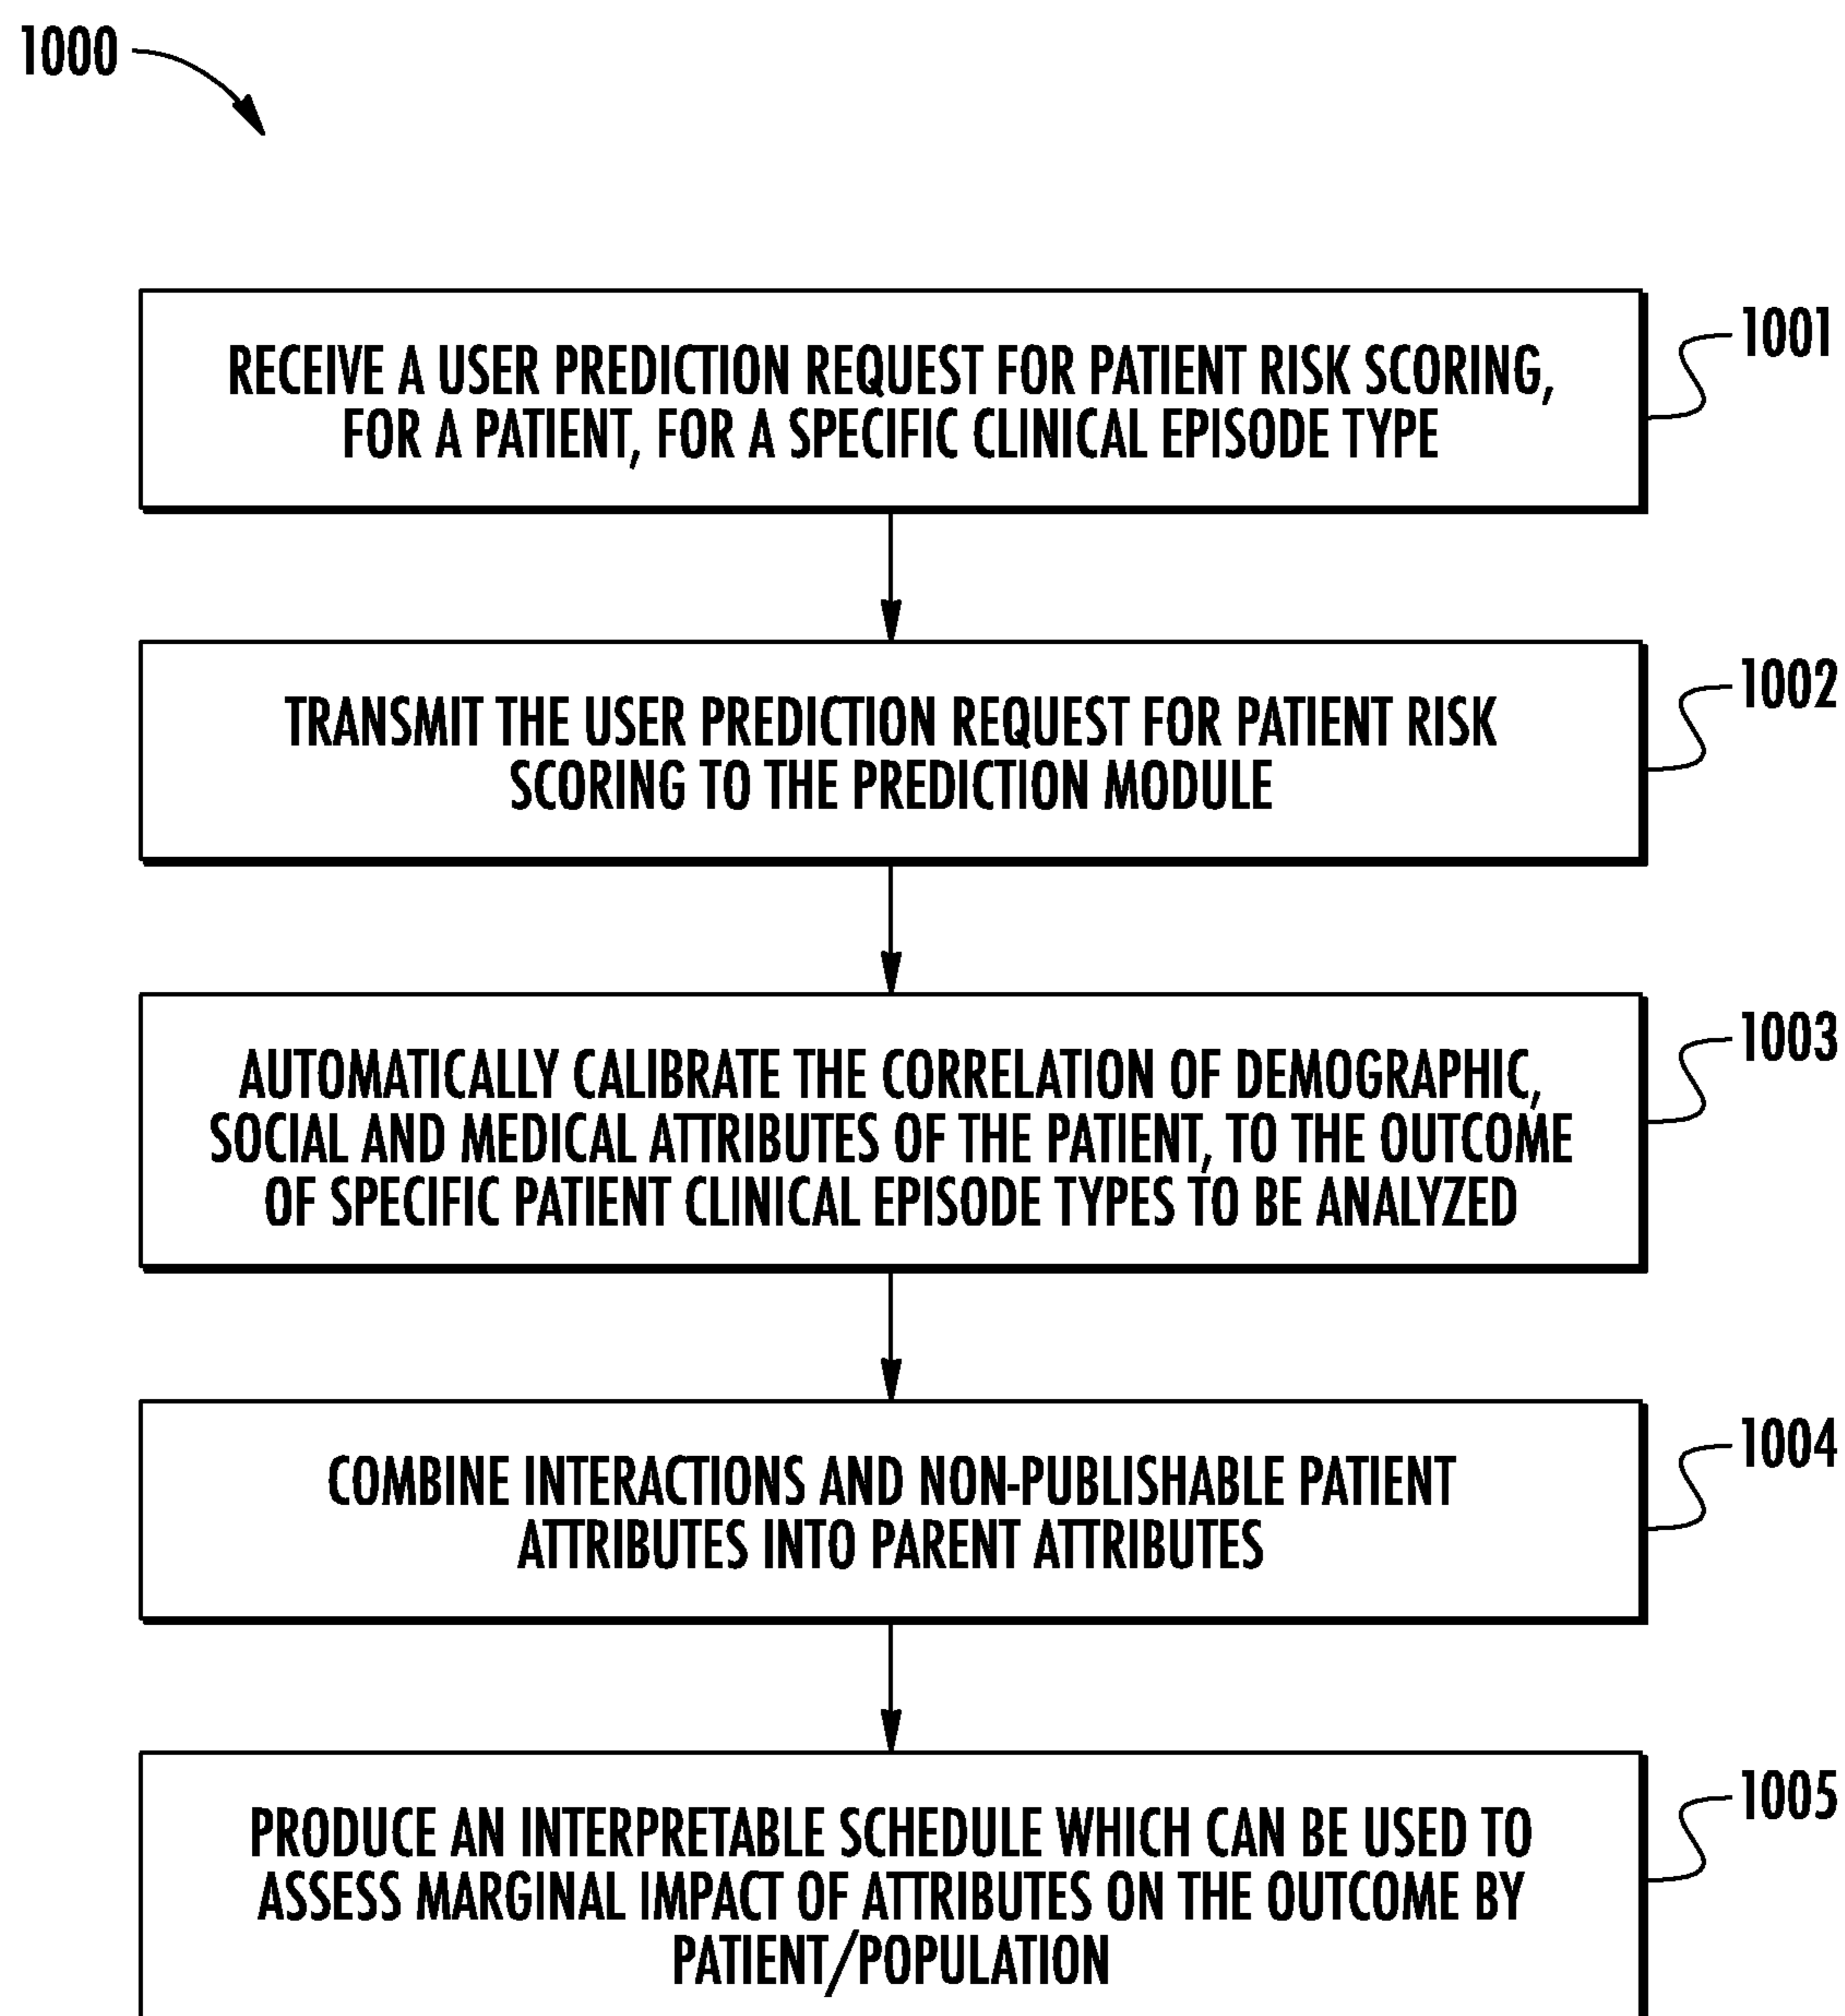 1000
RECEIVE A USER PREDICTION REQUEST FOR PATIENT RISK SCORING,
FOR A PATIENT, FOR A SPECIFIC CLINICAL EPISODE TYPE
1001
TRANSMIT THE USER PREDICTION REQUEST FOR PATIENT RISK
SCORING TO THE PREDICTION MODULE
1002
AUTOMATICALLY CALIBRATE THE CORRELATION OF DEMOGRAPHIC,
SOCIAL AND MEDICAL ATTRIBUTES OF THE PATIENT, TO THE OUTCOME
OF SPECIFIC PATIENT CLINICAL EPISODE TYPES TO BE ANALYZED
1003
COMBINE INTERACTIONS AND NON-PUBLISHABLE PATIENT
ATTRIBUTES INTO PARENT ATTRIBUTES
1004
PRODUCE AN INTERPRETABLE SCHEDULE WHICH CAN BE USED TO
ASSESS MARGINAL IMPACT OF ATTRIBUTES ON THE OUTCOME BY
PATIENT/POPULATION
1005